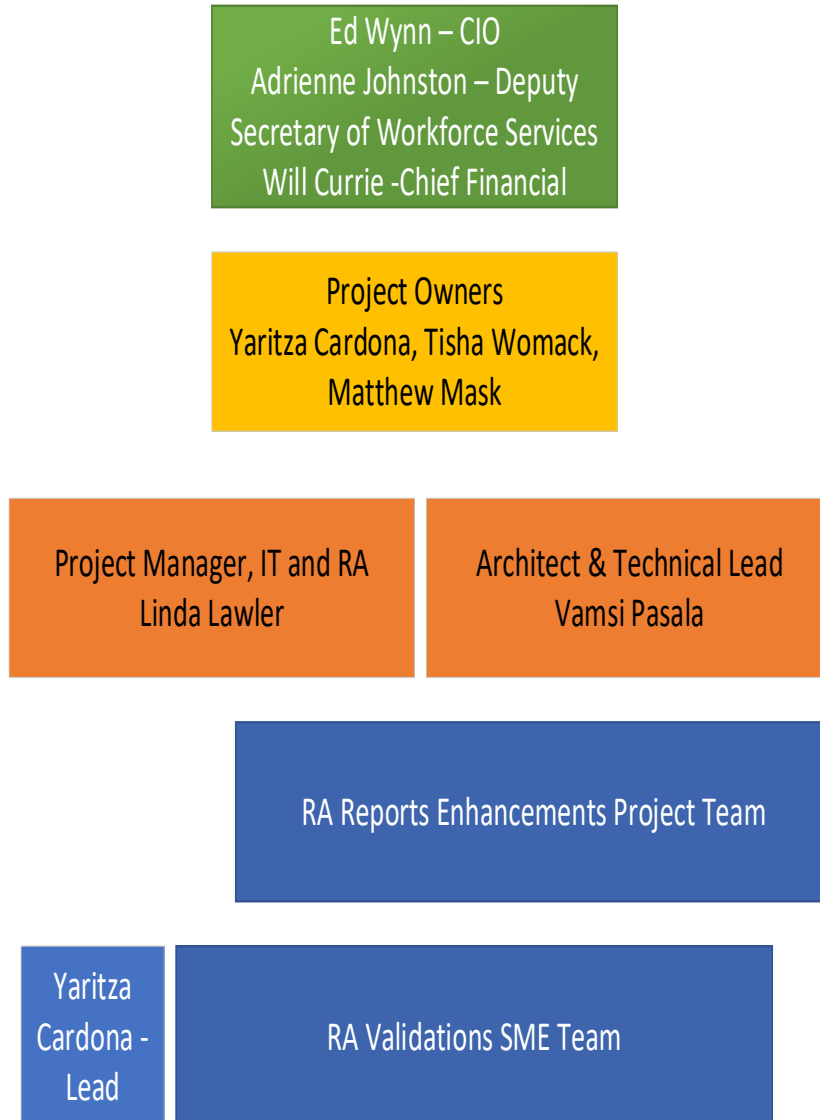 Ed Wynn – CIO
Adrienne Johnston – Deputy
Secretary of Workforce Services
Will Currie -Chief Financial
Project Owners
Yaritza Cardona, Tisha Womack,
Matthew Mask
Project Manager, IT and RA
Linda Lawler
Architect & Technical Lead
Vamsi Pasala
RA Reports Enhancements Project Team
Yaritza
Cardona -
Lead
RA Validations SME Team